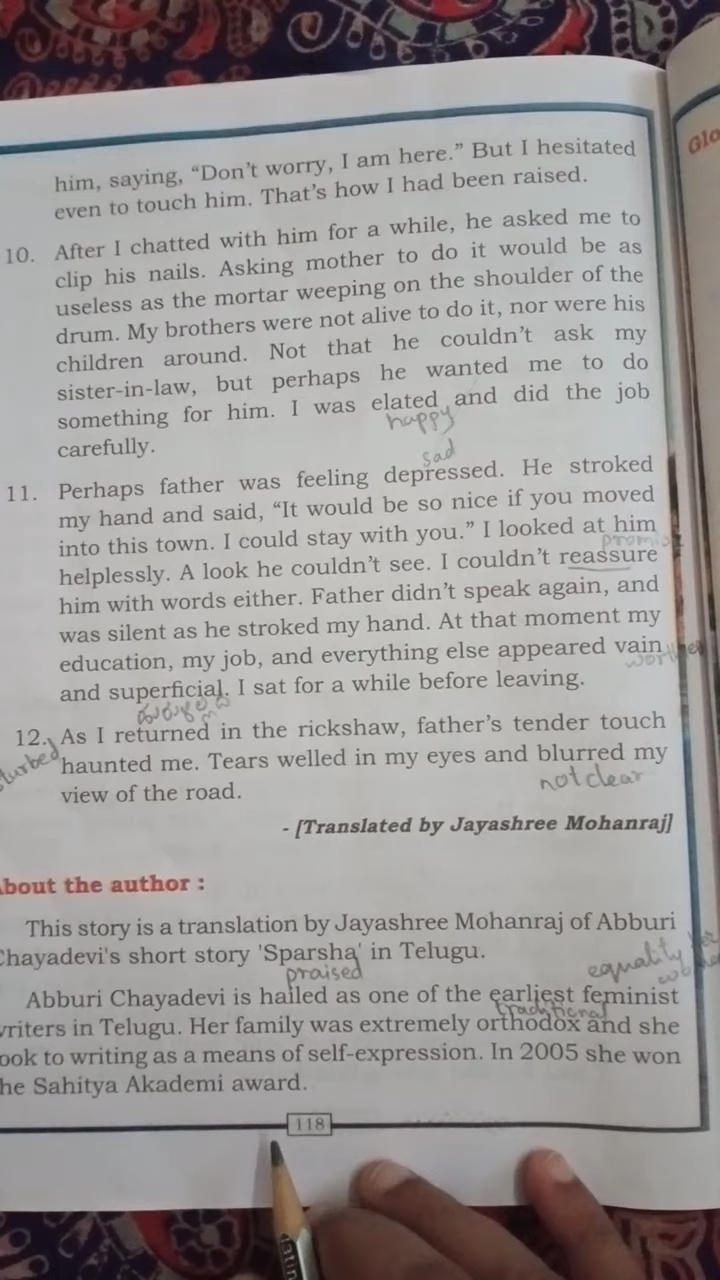 him, saying, “Don’t worry, I am here.” But I hesitated
even to touch him. That’s how I had been raised.
10. After I chatted with him for a while, he asked me to
clip his nails. Asking mother to do it would be as
useless as the mortar weeping on the shoulder of the
drum. My brothers were not alive to do it, nor were his
children around. Not that he couldn’t ask my
sister-in-law, but perhaps he wanted me to do
something for him. I was elated and did the job
happy
carefully.
sad
11. Perhaps father was feeling depressed. He stroked
my hand and said, “It would be so nice if you moved
into this town. I could stay with you.” I looked at him
helplessly. A look he couldn’t see. I couldn’t reassure
him with words either. Father didn’t speak again, and
was silent as he stroked my hand. At that moment my
education, my job, and everything else appeared vain
and superficial. I sat for a while before leaving.
12. As I returned in the rickshaw, father’s tender touch
haunted me. Tears welled in my eyes and blurred my
not clear
view of the road.
- [Translated by Jayashree Mohanraj]
bout the author :
This story is a translation by Jayashree Mohanraj of Abburi
Chayadevi's short story 'Sparsha' in Telugu.
praised equality
Abburi Chayadevi is hailed as one of the earliest feminist
traditional
riters in Telugu. Her family was extremely orthodox and she
ook to writing as a means of self-expression. In 2005 she won
he Sahitya Akademi award.
118
Glo